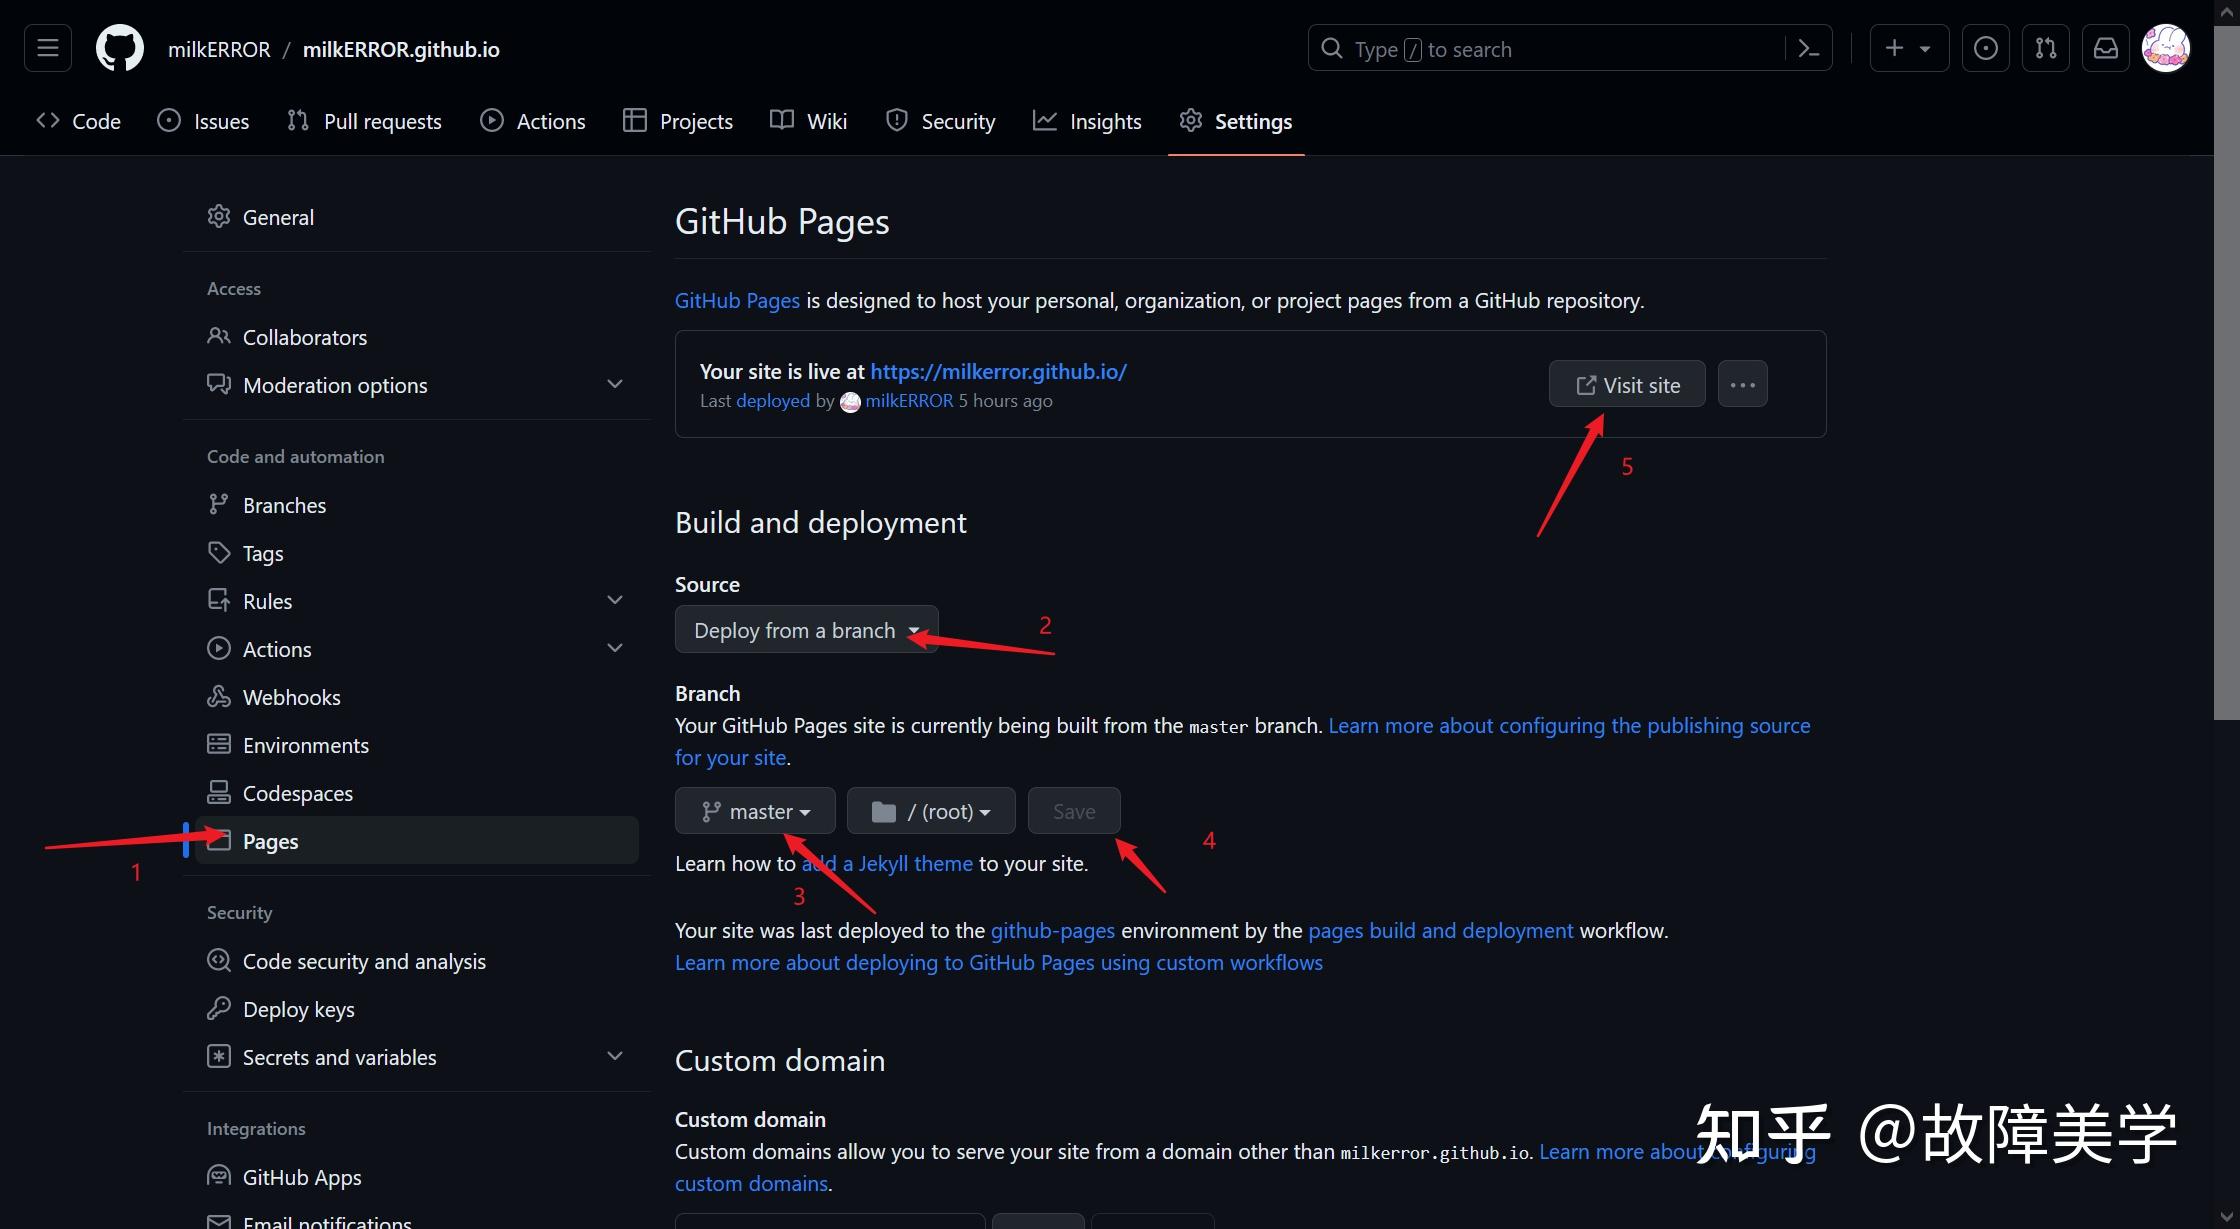 milkERROR / milkERROR.github.io
Type / to search
Code
Issues
Pull requests
Actions
Projects
Wiki
Security
Insights
Settings
General
Access
Collaborators
Moderation options
Code and automation
Branches
Tags
Rules
Actions
Webhooks
Environments
Codespaces
Pages
1
Security
Code security and analysis
Deploy keys
Secrets and variables
Integrations
GitHub Apps
Email notifications
GitHub Pages
GitHub Pages is designed to host your personal, organization, or project pages from a GitHub repository.
Your site is live at https://milkerror.github.io/
Last deployed by milkERROR 5 hours ago
Visit site
5
Build and deployment
Source
Deploy from a branch
2
Branch
Your GitHub Pages site is currently being built from the master branch. Learn more about configuring the publishing source
for your site.
master
/ (root)
Save
4
Learn how to add a Jekyll theme to your site.
3
Your site was last deployed to the github-pages environment by the pages build and deployment workflow.
Learn more about deploying to GitHub Pages using custom workflows
Custom domain
Custom domain
Custom domains allow you to serve your site from a domain other than milkerror.github.io. Learn more about configuring
custom domains.
知乎 @故障美学